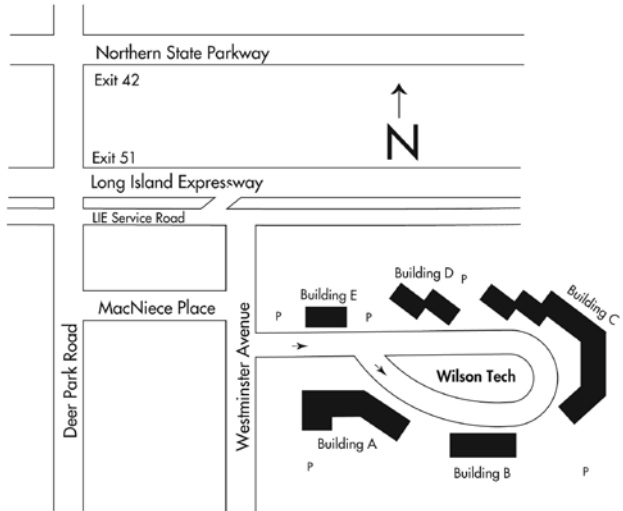 Northern State Parkway
Exit 42
N
Exit 51
Long Island Expressway
LIE Service Road
Building D
P
Building E
Building C
MacNiece Place
P
P
Deer Park Road
Westminster Avenue
Wilson Tech
Building A
P
Building B
P